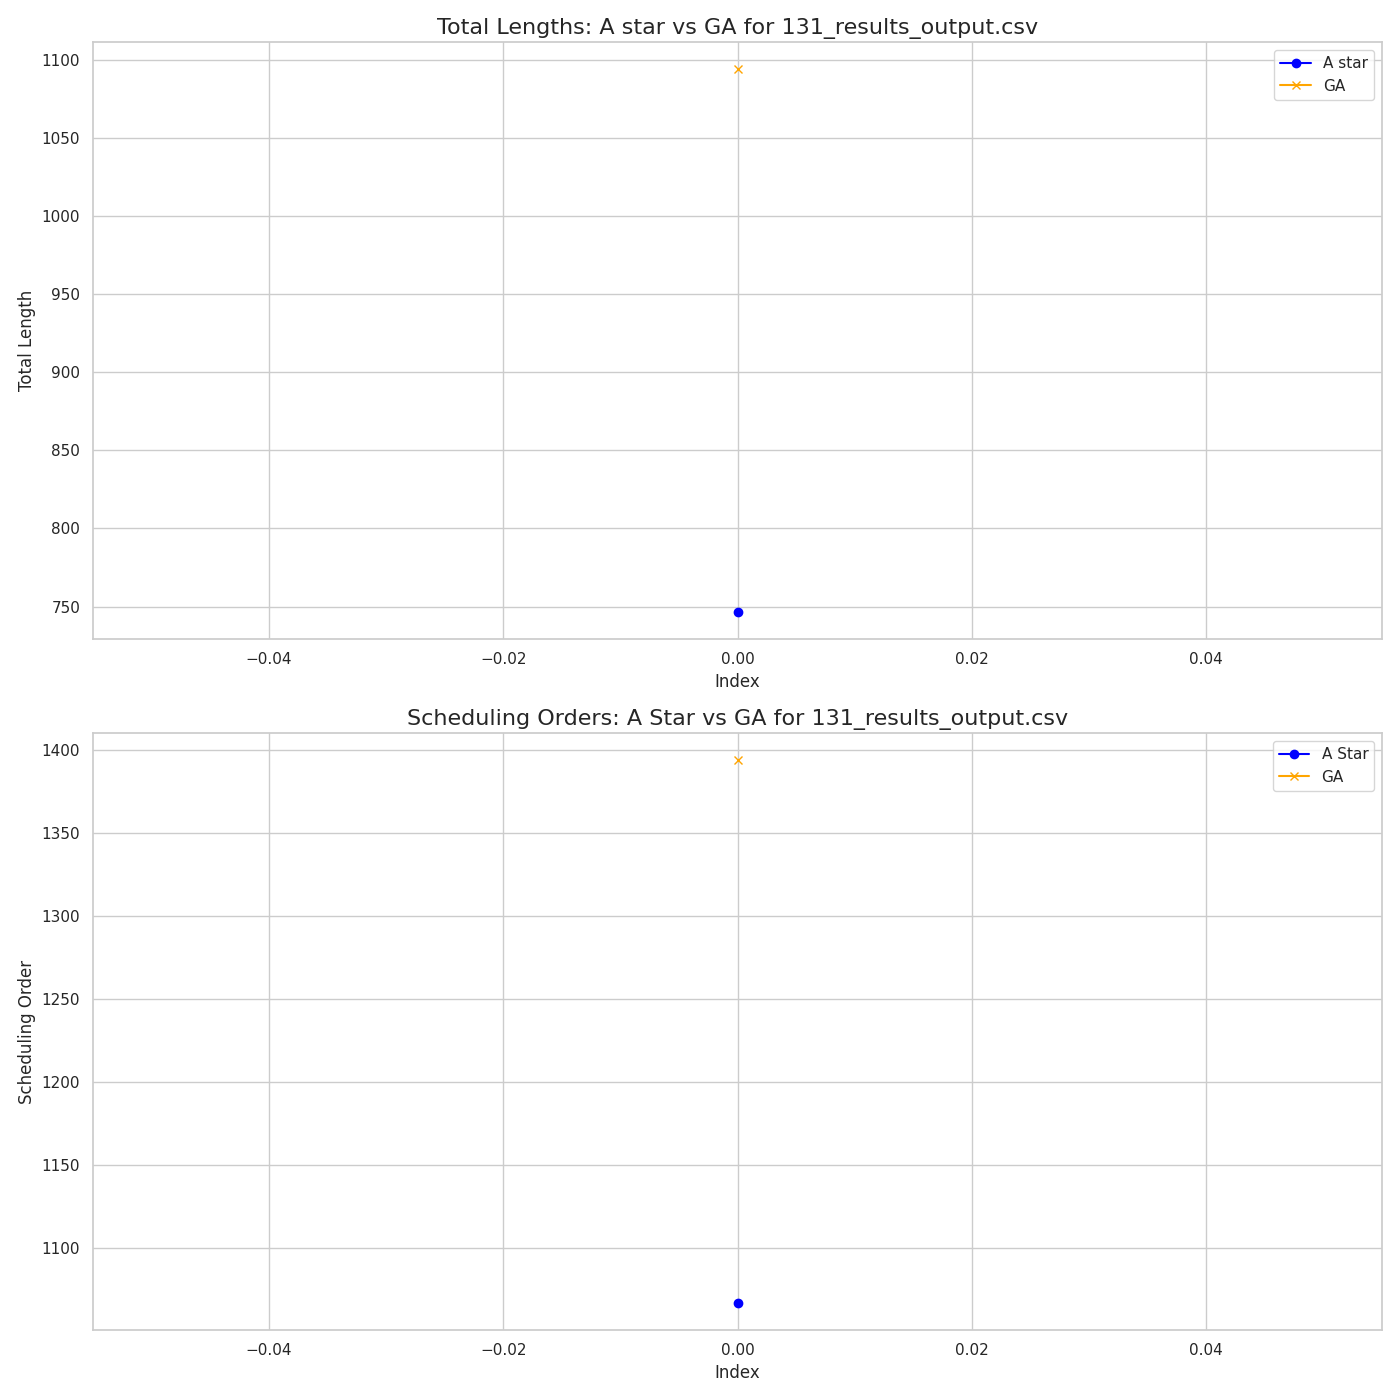 Total Lengths: A star vs GA for 131_results_output.csv
A star
GA
1100
1050
1000
950
900
850
800
750
Total Length
−0.04
−0.02
0.00
0.02
0.04
Index
Scheduling Orders: A Star vs GA for 131_results_output.csv
A Star
GA
1400
1350
1300
1250
1200
1150
1100
Scheduling Order
−0.04
−0.02
0.00
0.02
0.04
Index